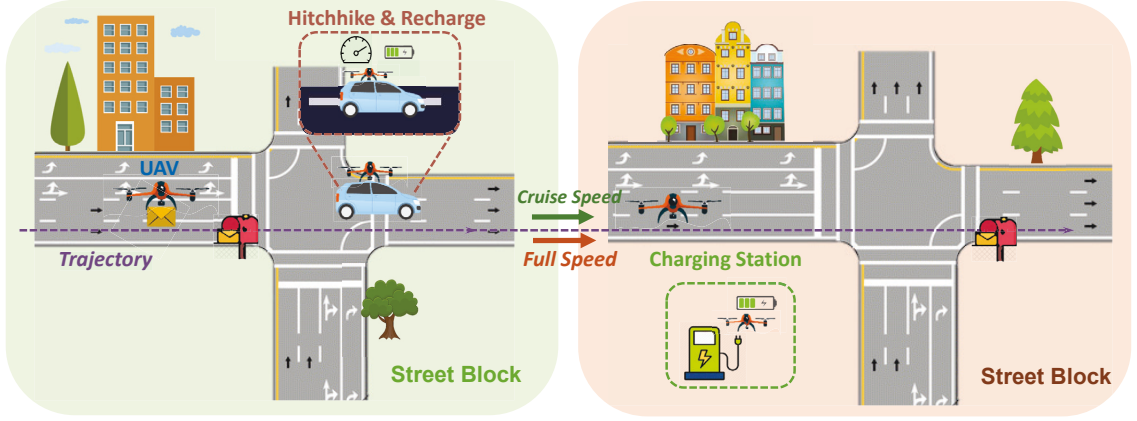 Hitchhike & Recharge
UAV
Trajectory
Street Block
Cruise Speed
Full Speed
Charging Station
Street Block